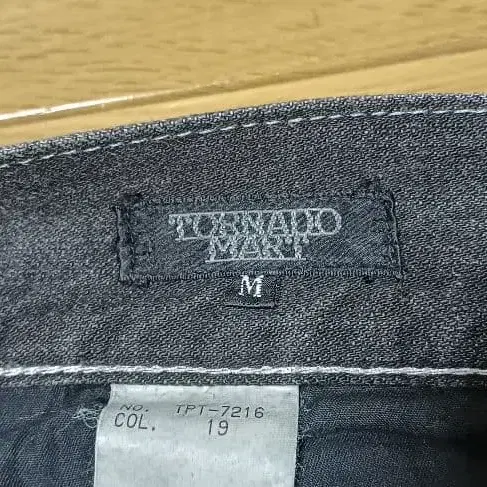 TORNADO
MART
M
NO. TPT-7216
COL. 19